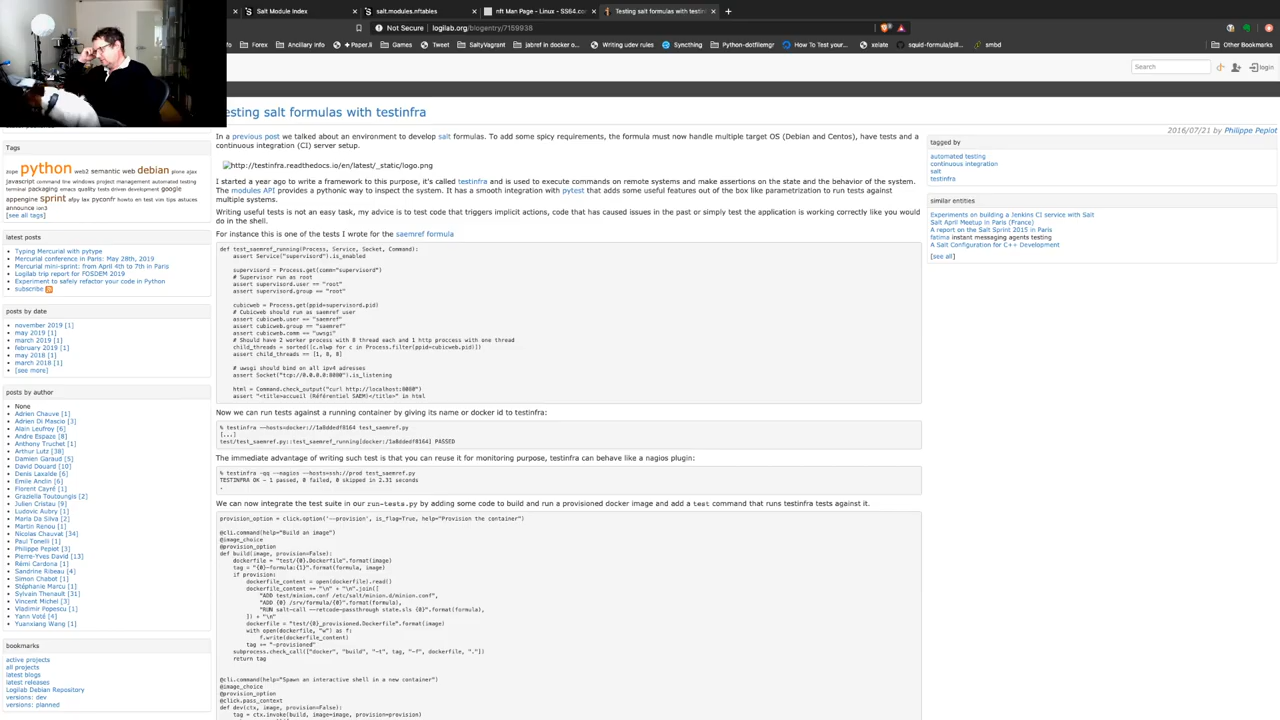 Salt Module Index
salt.modules.nftables
nft Man Page - Linux - SS64.com
Testing salt formulas with testinfr
Not Secure
logilab.org/blogentry/7159938
Forex
Ancillary info
Paper.li
Games
Tweet
SaltyVagrant
jabref in docker o...
Writing udev rules
Syncthing
Python-dotfilemgr
How To Test your...
xelate
squid-formula/pill...
smbd
Other Bookmarks
Search
login
esting salt formulas with testinfra
2016/07/21 by Philippe Pepiot
In a previous post we talked about an environment to develop salt formulas. To add some spicy requirements, the formula must now handle multiple target OS (Debian and Centos), have tests and a
continuous integration (CI) server setup.
http://testinfra.readthedocs.io/en/latest/_static/logo.png
I started a year ago to write a framework to this purpose, it's called testinfra and is used to execute commands on remote systems and make assertions on the state and the behavior of the system.
The modules API provides a pythonic way to inspect the system. It has a smooth integration with pytest that adds some useful features out of the box like parametrization to run tests against
multiple systems.
Writing useful tests is not an easy task, my advice is to test code that triggers implicit actions, code that has caused issues in the past or simply test the application is working correctly like you would
do in the shell.
For instance this is one of the tests I wrote for the saemref formula
def test_saemref_running(Process, Service, Socket, Command):
assert Service("supervisord").is_enabled
supervisord = Process.get(comm="supervisord")
# Supervisor run as root
assert supervisord.user == "root"
assert supervisord.group == "root"
cubicweb = Process.get(ppid=supervisord.pid)
# Cubicweb should run as saemref user
assert cubicweb.user == "saemref"
assert cubicweb.group == "saemref"
assert cubicweb.comm == "uwsgi"
# Should have 2 worker process with 8 thread each and 1 http proccess with one thread
child_threads = sorted([c.nlwp for c in Process.filter(ppid=cubicweb.pid)])
assert child_threads == [1, 8, 8]
# uwsgi should bind on all ipv4 adresses
assert Socket("tcp://0.0.0.0:8080").is_listening
html = Command.check_output("curl http://localhost:8080")
assert "<title>accueil (Référentiel SAEM)</title>" in html
Now we can run tests against a running container by giving its name or docker id to testinfra:
% testinfra --hosts=docker://1a8ddedf8164 test_saemref.py
[...]
test/test_saemref.py::test_saemref_running[docker:/1a8ddedf8164] PASSED
The immediate advantage of writing such test is that you can reuse it for monitoring purpose, testinfra can behave like a nagios plugin:
% testinfra -qq --nagios --hosts=ssh://prod test_saemref.py
TESTINFRA OK - 1 passed, 0 failed, 0 skipped in 2.31 seconds
.
We can now integrate the test suite in our run-tests.py by adding some code to build and run a provisioned docker image and add a test command that runs testinfra tests against it.
provision_option = click.option('--provision', is_flag=True, help="Provision the container")
@cli.command(help="Build an image")
@image_choice
@provision_option
def build(image, provision=False):
dockerfile = "test/{0}.Dockerfile".format(image)
tag = "{0}-formula:{1}".format(formula, image)
if provision:
dockerfile_content = open(dockerfile).read()
dockerfile_content += "\n" + "\n".join([
"ADD test/minion.conf /etc/salt/minion.d/minion.conf",
"ADD {0} /srv/formula/{0}".format(formula),
"RUN salt-call --retcode-passthrough state.sls {0}".format(formula),
]) + "\n"
dockerfile = "test/{0}_provisioned.Dockerfile".format(image)
with open(dockerfile, "w") as f:
f.write(dockerfile_content)
tag += "-provisioned"
subprocess.check_call(["docker", "build", "-t", tag, "-f", dockerfile, "."])
return tag
@cli.command(help="Spawn an interactive shell in a new container")
@image_choice
@provision_option
@click.pass_context
def dev(ctx, image, provision=False):
tag = ctx.invoke(build, image=image, provision=provision)
Tags
zope python web2 semantic web debian plone ajax
javascript command line windows project management automated testing
terminal packaging emacs quality tests driven development google
appengine sprint afpy lax pyconfr howto en test vim tips astuces
announce ion3
[see all tags]
latest posts
Typing Mercurial with pytype
Mercurial conference in Paris: May 28th, 2019
Mercurial mini-sprint: from April 4th to 7th in Paris
Logilab trip report for FOSDEM 2019
Experiment to safely refactor your code in Python
subscribe
posts by date
november 2019 [1]
may 2019 [1]
march 2019 [1]
february 2019 [1]
may 2018 [1]
march 2018 [1]
[see more]
posts by author
None
Adrien Chauve [1]
Adrien Di Mascio [3]
Alain Leufroy [6]
Andre Espaze [8]
Anthony Truchet [1]
Arthur Lutz [38]
Damien Garaud [5]
David Douard [10]
Denis Laxalde [6]
Emile Anclin [6]
Florent Cayré [1]
Graziella Toutoungis [2]
Julien Cristau [9]
Ludovic Aubry [1]
Maria Da Silva [2]
Martin Renou [1]
Nicolas Chauvat [34]
Paul Tonelli [1]
Philippe Pepiot [3]
Pierre-Yves David [13]
Rémi Cardona [1]
Sandrine Ribeau [4]
Simon Chabot [1]
Stéphanie Marcu [1]
Sylvain Thenault [31]
Vincent Michel [3]
Vladimir Popescu [1]
Yann Voté [4]
Yuanxiang Wang [1]
bookmarks
active projects
all projects
latest blogs
latest releases
Logilab Debian Repository
versions: dev
versions: planned
tagged by
automated testing
continuous integration
salt
testinfra
similar entities
Experiments on building a Jenkins CI service with Salt
Salt April Meetup in Paris (France)
A report on the Salt Sprint 2015 in Paris
fatima instant messaging agents testing
A Salt Configuration for C++ Development
[see all]